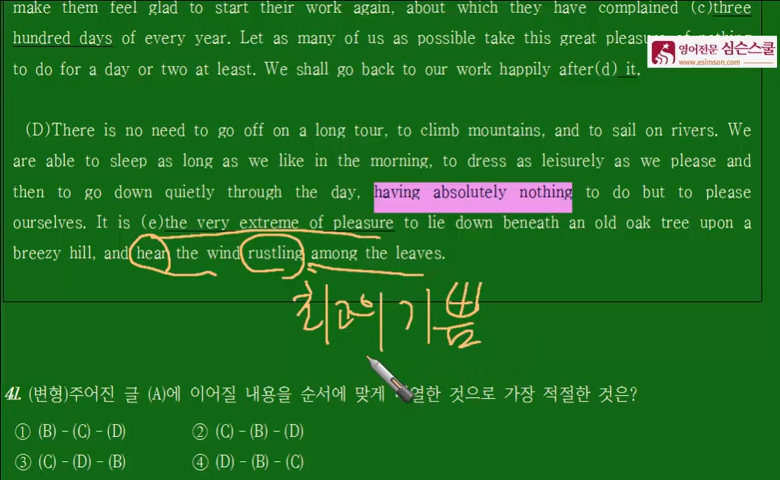 make them feel glad to start their work again, about which they have complained (c)three
hundred days of every year. Let as many of us as possible take this great pleasure of nothing
영어전문 심슨스쿨
www.eslmson.com
to do for a day or two at least. We shall go back to our work happily after(d) it.
(D)There is no need to go off on a long tour, to climb mountains, and to sail on rivers. We
are able to sleep as long as we like in the morning, to dress as leisurely as we please and
then to go down quietly through the day, having absolutely nothing to do but to please
ourselves. It is (e)the very extreme of pleasure to lie down beneath an old oak tree upon a
breezy hill, and hear the wind rustling among the leaves.
최고의 기쁨
41. (변형)주어진 글 (A)에 이어질 내용을 순서에 맞게 배열한 것으로 가장 적절한 것은?
① (B) - (C) - (D) ② (C) - (B) - (D)
③ (C) - (D) - (B) ④ (D) - (B) - (C)